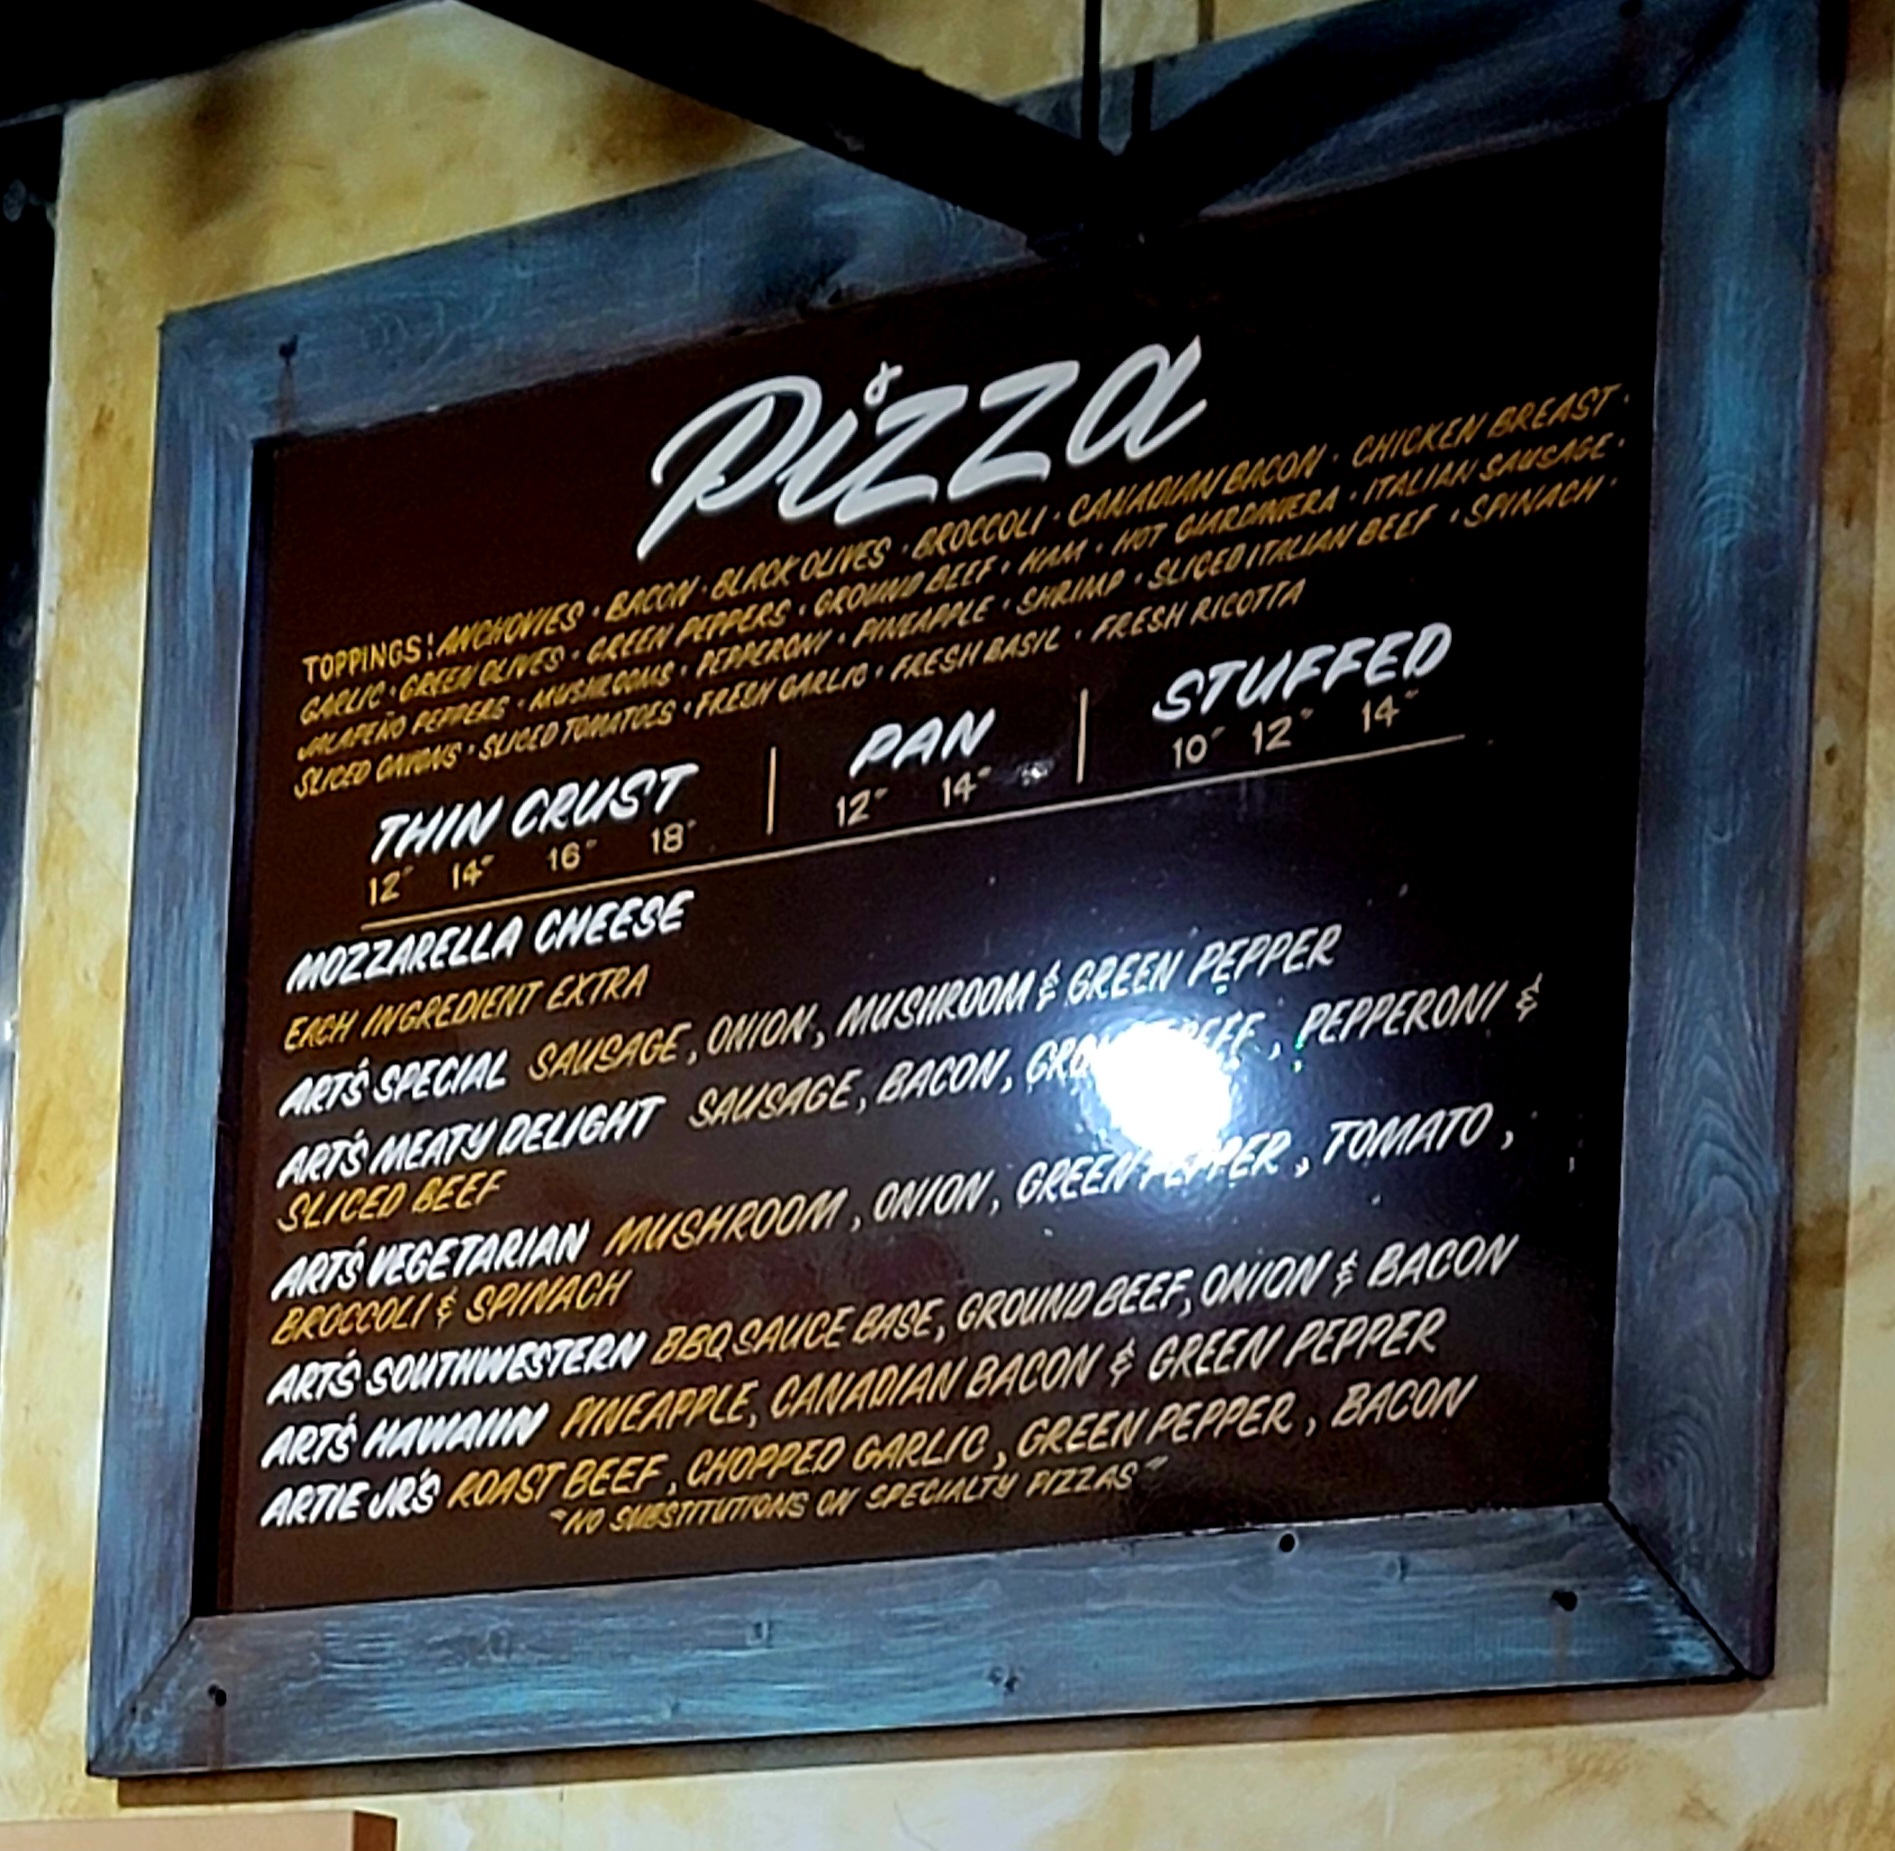 Pizza
TOPPINGS: ANCHOVIES · BACON · BLACK OLIVES · BROCCOLI · CANADIAN BACON · CHICKEN BREAST ·
GARLIC · GREEN OLIVES · GREEN PEPPERS · GROUND BEEF · HAM · HOT GIARDINIERA · ITALIAN SAUSAGE ·
JALAPEÑO PEPPERS · MUSHROOMS · PEPPERONI · PINEAPPLE · SHRIMP · SLICED ITALIAN BEEF · SPINACH ·
SLICED ONIONS · SLICED TOMATOES · FRESH GARLIC · FRESH BASIL · FRESH RICOTTA
THIN CRUST | PAN | STUFFED
12" 14" 16" 18" 12" 14" 10" 12" 14"
MOZZARELLA CHEESE
EACH INGREDIENT EXTRA
ART'S SPECIAL SAUSAGE, ONION, MUSHROOM & GREEN PEPPER
ART'S MEATY DELIGHT SAUSAGE, BACON, GROUND BEEF, PEPPERONI &
SLICED BEEF
ART'S VEGETARIAN MUSHROOM, ONION, GREEN PEPPER, TOMATO,
BROCCOLI & SPINACH
ART'S SOUTHWESTERN BBQ SAUCE BASE, GROUND BEEF, ONION & BACON
ART'S HAWAIIN PINEAPPLE, CANADIAN BACON & GREEN PEPPER
ARTIE JR'S ROAST BEEF, CHOPPED GARLIC, GREEN PEPPER, BACON
"NO SUBSTITUTIONS ON SPECIALTY PIZZAS"